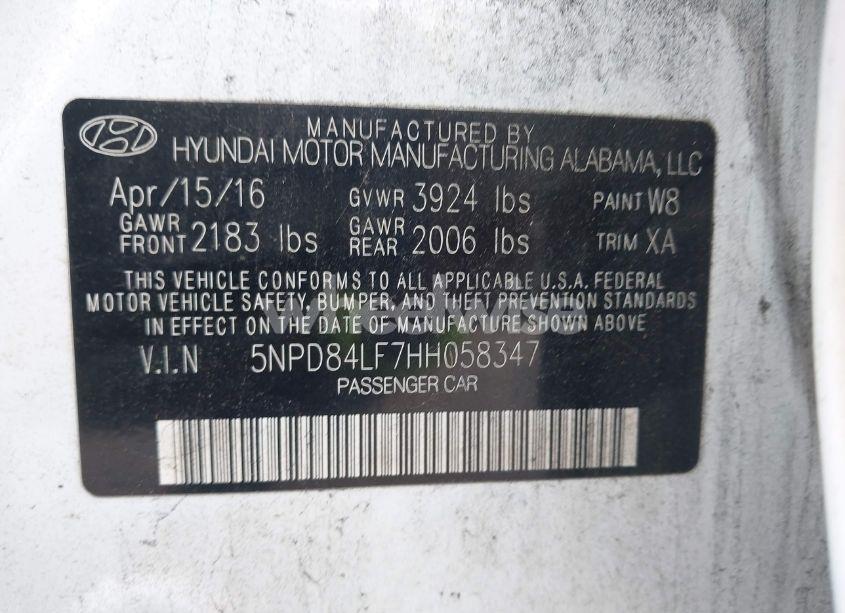 MANUFACTURED BY
HYUNDAI MOTOR MANUFACTURING ALABAMA, LLC
Apr/15/16 GVWR 3924 lbs PAINT W8
GAWR FRONT 2183 lbs GAWR REAR 2006 lbs TRIM XA
THIS VEHICLE CONFORMS TO ALL APPLICABLE U.S.A. FEDERAL
MOTOR VEHICLE SAFETY, BUMPER, AND THEFT PREVENTION STANDARDS
IN EFFECT ON THE DATE OF MANUFACTURE SHOWN ABOVE
V.I.N 5NPD84LF7HH058347
PASSENGER CAR